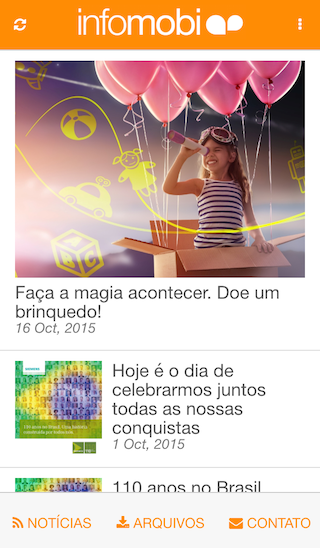 infomobi
Faça a magia acontecer. Doe um
brinquedo!
16 Oct, 2015
Hoje é o dia de
celebrarmos juntos
todas as nossas
conquistas
1 Oct, 2015
110 anos no Brasil
NOTÍCIAS ARQUIVOS CONTATO